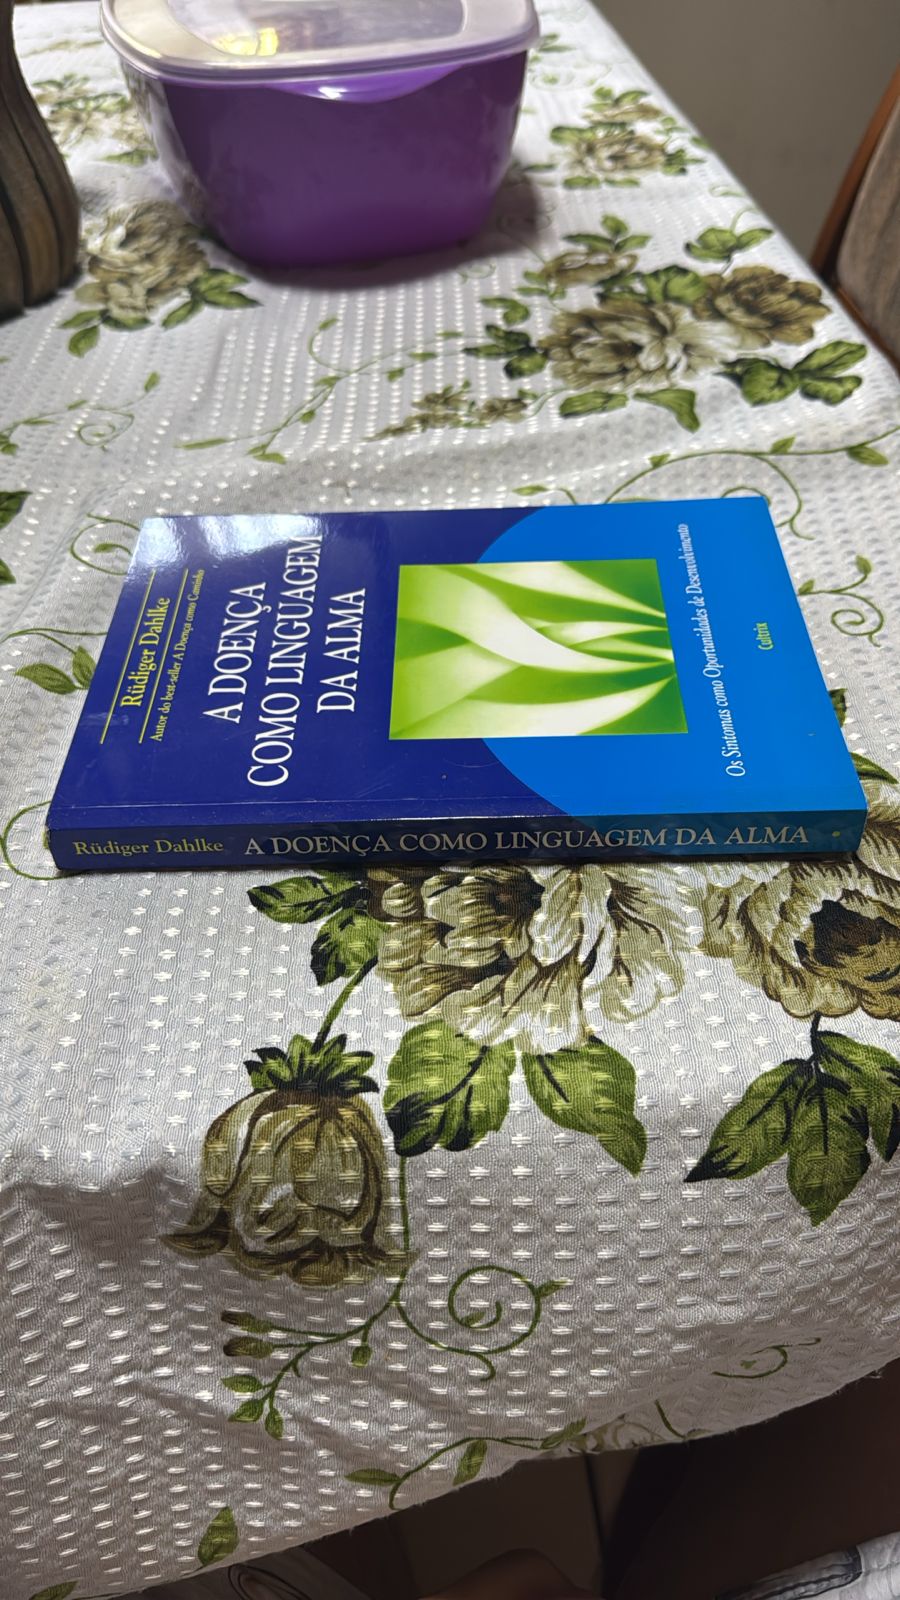 Rüdiger Dahlke
Autor do best-seller A Doença como Caminho
A DOENÇA
COMO LINGUAGEM
DA ALMA
Os Sintomas como Oportunidades de Desenvolvimento
Cultrix
Rüdiger Dahlke A DOENÇA COMO LINGUAGEM DA ALMA